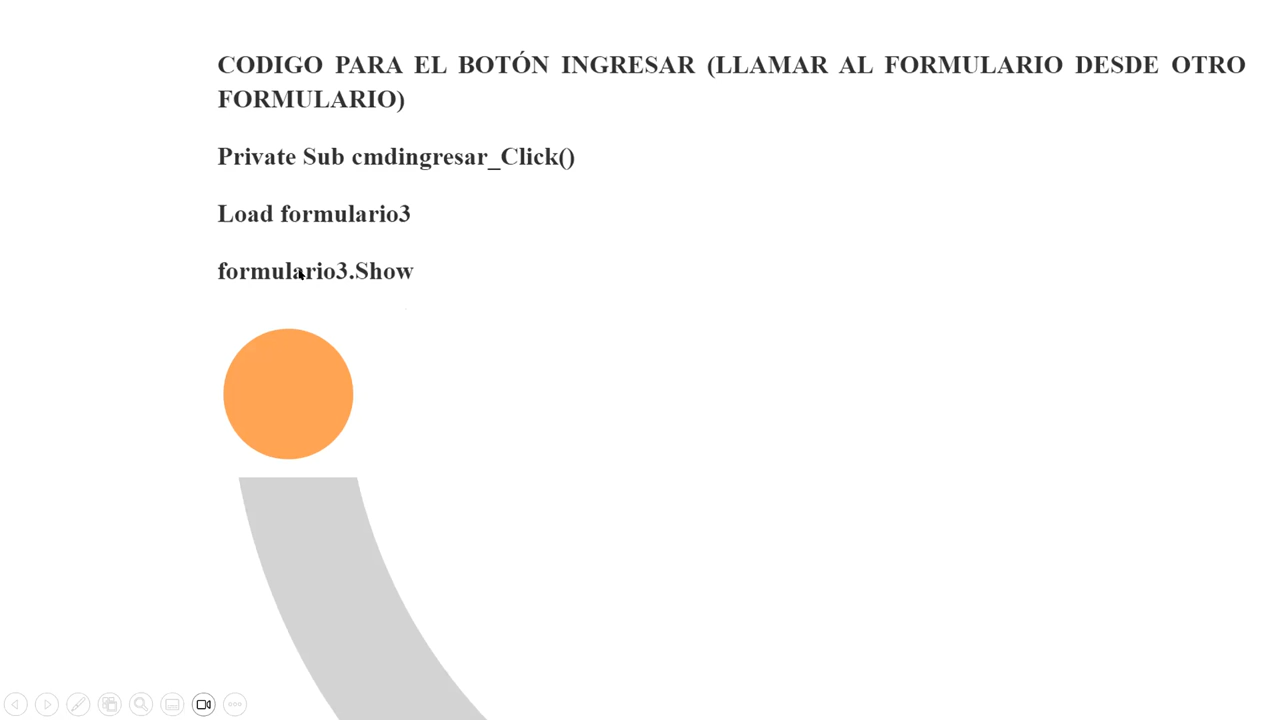 CODIGO PARA EL BOTÓN INGRESAR (LLAMAR AL FORMULARIO DESDE OTRO
FORMULARIO)
Private Sub cmdingresar_Click()
Load formulario3
formulario3.Show